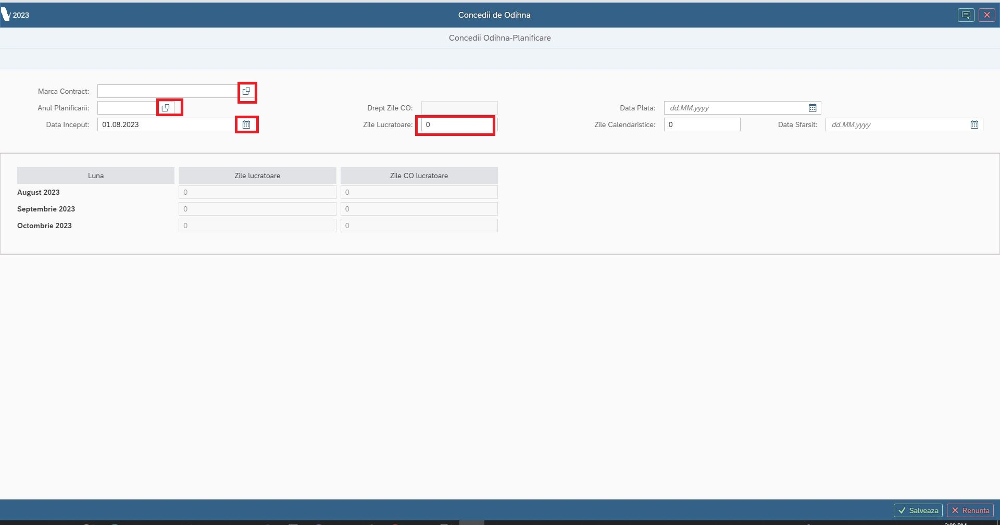 / 2023
Concedii de Odihna
Concedii Odihna-Planificare
Marca Contract:
Anul Planificarii:
Drept Zile CO:
Data Plata: dd.MM.yyyy
Data Inceput: 01.08.2023
Zile Lucratoare: 0
Zile Calendaristice: 0
Data Sfarsit: dd.MM.yyyy
Luna Zile lucratoare Zile CO lucratoare
August 2023 0 0
Septembrie 2023 0 0
Octombrie 2023 0 0
Salveaza Renunta